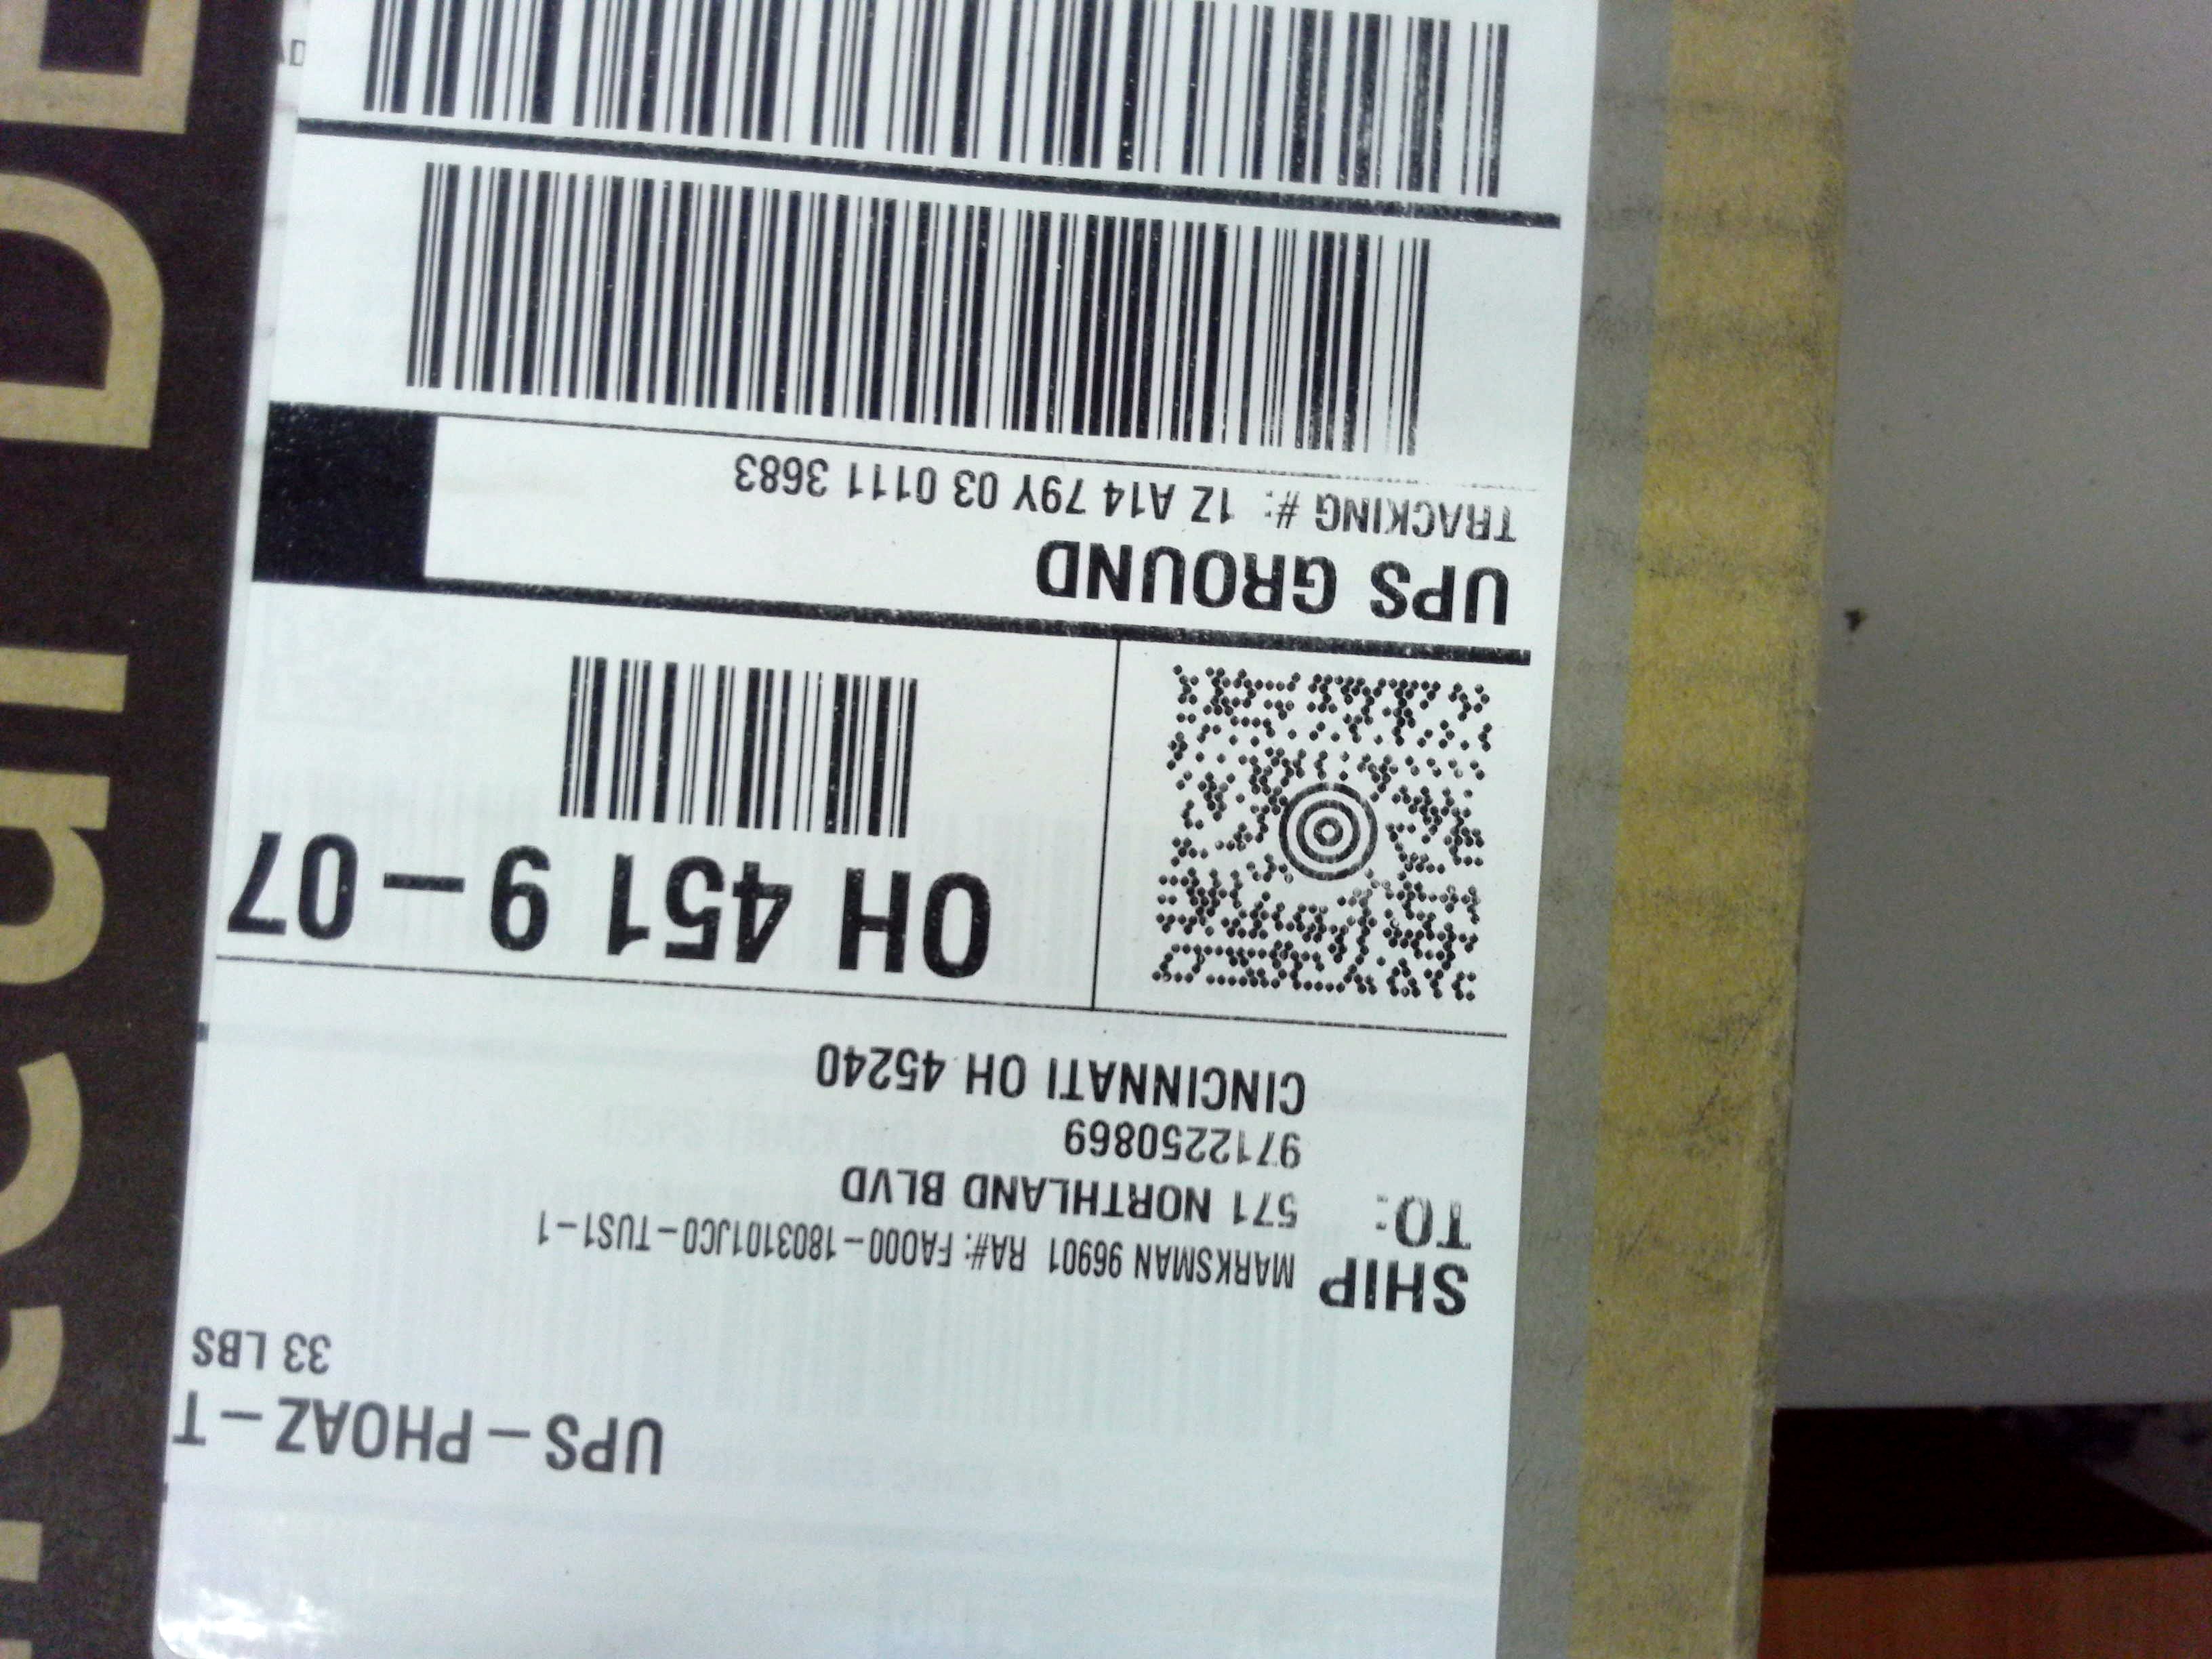 UPS-PHOAZ-T
33 LBS
SHIP TO:
MARKSMAN 96901 RA#: FA000-1803101JC0-TUS1-1
571 NORTHLAND BLVD
9712250869
CINCINNATI OH 45240
OH 451 9-07
UPS GROUND
TRACKING #: 1Z A14 79Y 03 0111 3683